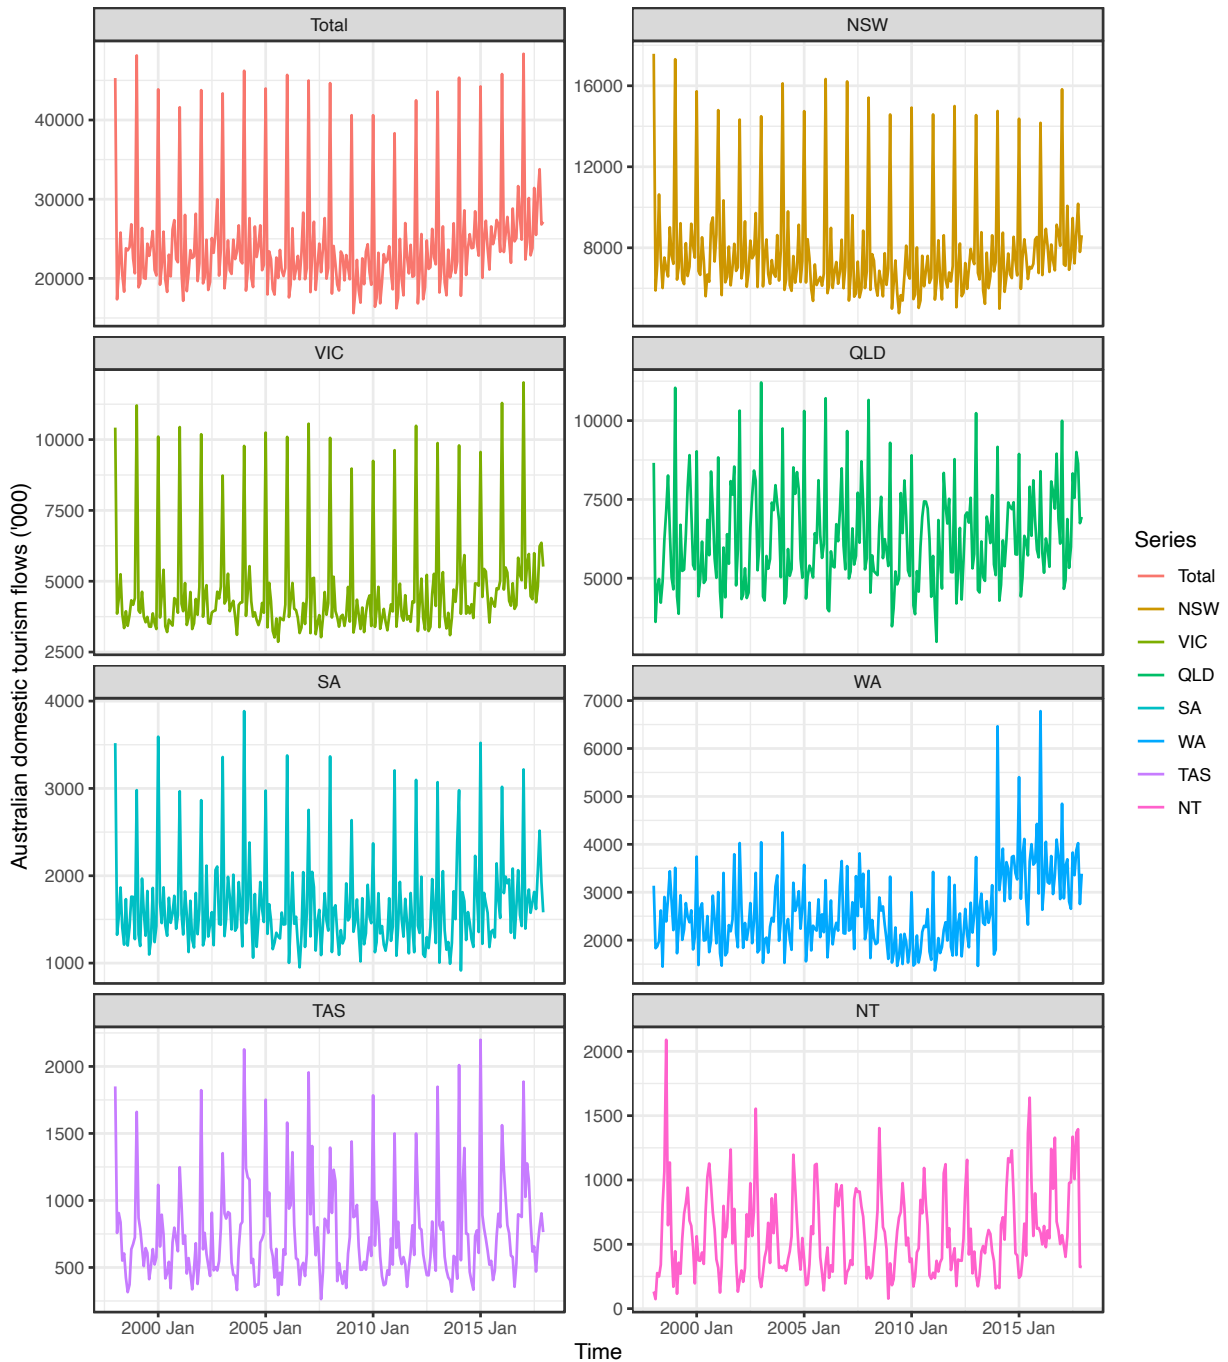 Total
NSW
40000
30000
20000
16000
12000
8000
VIC
QLD
10000
7500
5000
2500
10000
7500
5000
SA
WA
4000
3000
2000
1000
7000
6000
5000
4000
3000
2000
TAS
NT
2000
1500
1000
500
2000
1500
1000
500
0
2000 Jan
2005 Jan
2010 Jan
2015 Jan
2000 Jan
2005 Jan
2010 Jan
2015 Jan
Time
Australian domestic tourism flows ('000)
Series
Total
NSW
VIC
QLD
SA
WA
TAS
NT